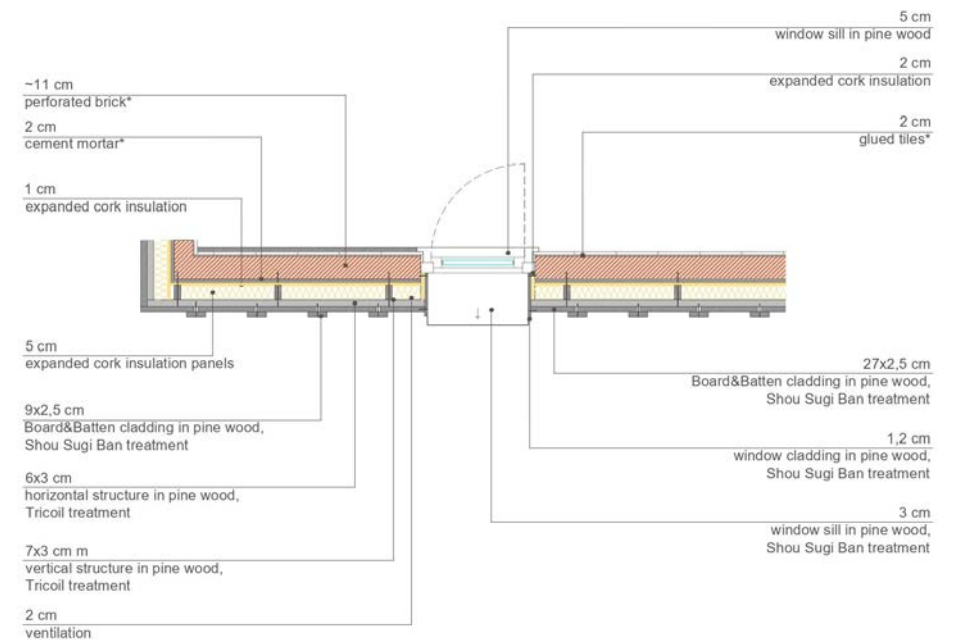 ~11 cm
perforated brick*
2 cm
cement mortar*
1 cm
expanded cork insulation
5 cm
expanded cork insulation panels
9x2,5 cm
Board&Batten cladding in pine wood,
Shou Sugi Ban treatment
6x3 cm
horizontal structure in pine wood,
Tricoil treatment
7x3 cm m
vertical structure in pine wood,
Tricoil treatment
2 cm
ventilation
5 cm
window sill in pine wood
2 cm
expanded cork insulation
2 cm
glued tiles*
27x2,5 cm
Board&Batten cladding in pine wood,
Shou Sugi Ban treatment
1,2 cm
window cladding in pine wood,
Shou Sugi Ban treatment
3 cm
window sill in pine wood,
Shou Sugi Ban treatment